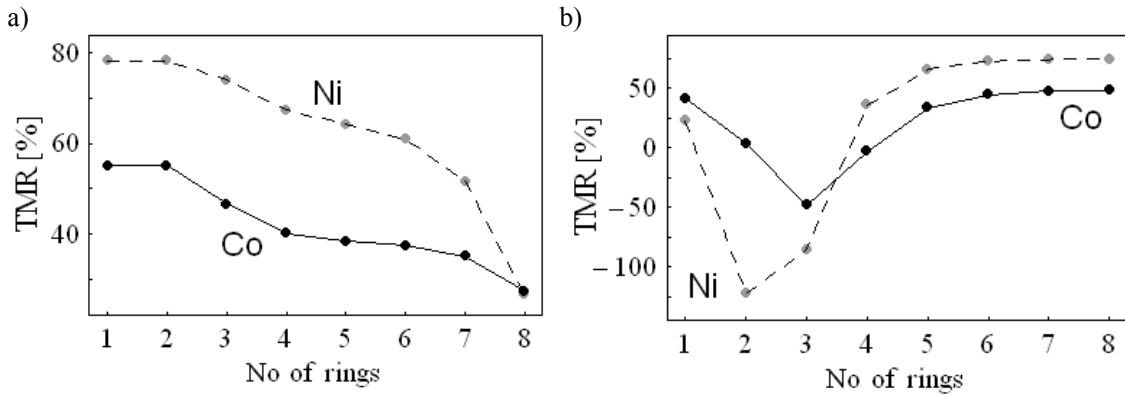 a)
80
60
40
TMR [%]
Ni
Co
1 2 3 4 5 6 7 8
No of rings
b)
50
0
−50
−100
TMR [%]
Co
Ni
1 2 3 4 5 6 7 8
No of rings